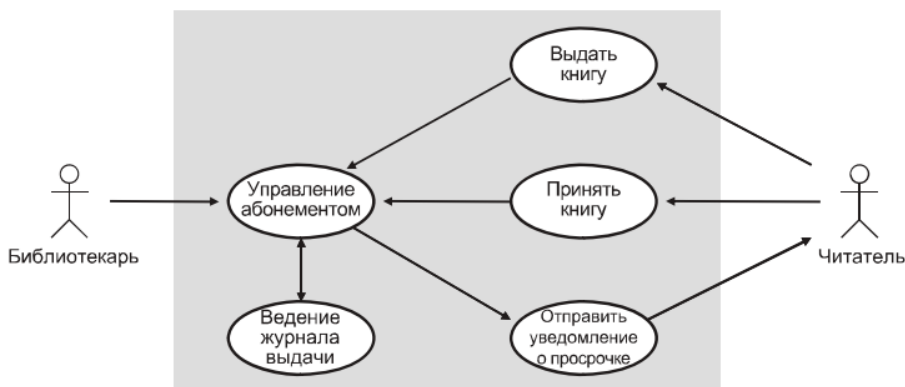 Выдать
книгу
Управление
абонементом
Принять
книгу
Библиотекарь
Читатель
Ведение
журнала
выдачи
Отправить
уведомление
о просрочке